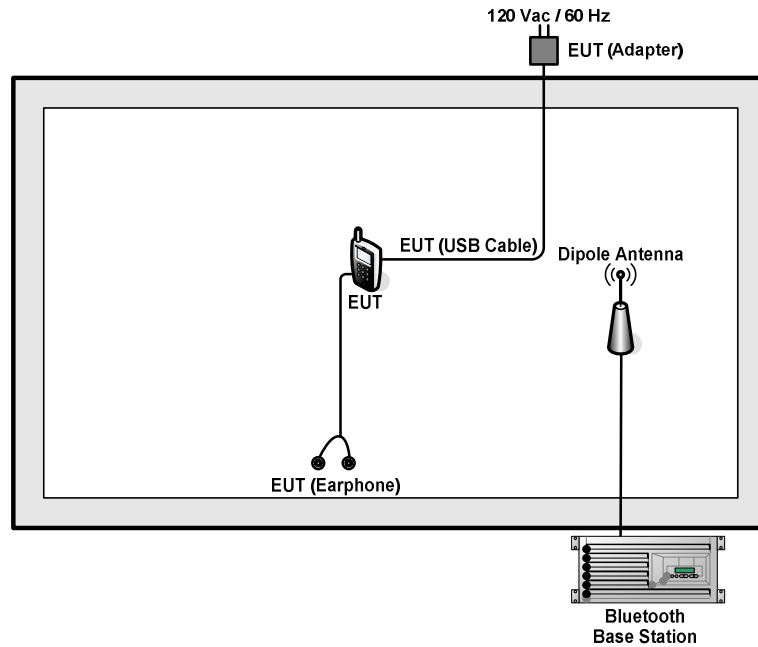 120 Vac / 60 Hz
EUT (Adapter)
EUT (USB Cable)
Dipole Antenna
EUT
EUT (Earphone)
Bluetooth
Base Station